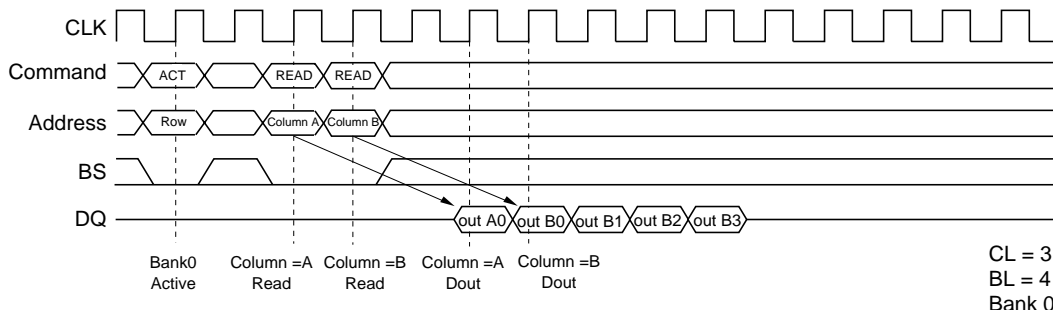 CLK
Command
ACT
READ
READ
Address
Row
Column A
Column B
BS
DQ
out A0
out B0
out B1
out B2
out B3
Bank0
Active
Column =A
Read
Column =B
Read
Column =A
Dout
Column =B
Dout
CL = 3
BL = 4
Bank 0